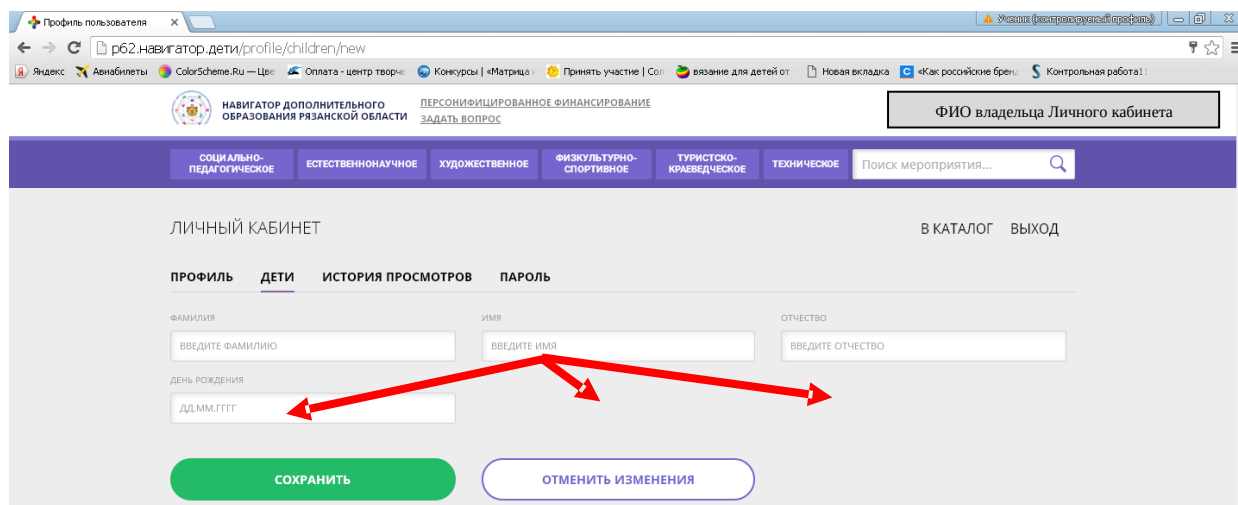 Профиль пользователя
Ученик (контролируемый профиль)
р62.навигатор.дети/profile/children/new
Яндекс Авиабилеты ColorScheme.Ru — Цве Оплата - центр творче Конкурсы | «Матрица Принять участие | Сол вязание для детей от Новая вкладка «Как российские брен Контрольная работа1
НАВИГАТОР ДОПОЛНИТЕЛЬНОГО
ОБРАЗОВАНИЯ РЯЗАНСКОЙ ОБЛАСТИ
ПЕРСОНИФИЦИРОВАННОЕ ФИНАНСИРОВАНИЕ
ЗАДАТЬ ВОПРОС
ФИО владельца Личного кабинета
СОЦИАЛЬНО-
ПЕДАГОГИЧЕСКОЕ
ЕСТЕСТВЕННОНАУЧНОЕ
ХУДОЖЕСТВЕННОЕ
ФИЗКУЛЬТУРНО-
СПОРТИВНОЕ
ТУРИСТСКО-
КРАЕВЕДЧЕСКОЕ
ТЕХНИЧЕСКОЕ
Поиск мероприятия...
ЛИЧНЫЙ КАБИНЕТ
В КАТАЛОГ ВЫХОД
ПРОФИЛЬ ДЕТИ ИСТОРИЯ ПРОСМОТРОВ ПАРОЛЬ
ФАМИЛИЯ ИМЯ ОТЧЕСТВО
ВВЕДИТЕ ФАМИЛИЮ ВВЕДИТЕ ИМЯ ВВЕДИТЕ ОТЧЕСТВО
ДЕНЬ РОЖДЕНИЯ
ДД.ММ.ГГГГ
СОХРАНИТЬ ОТМЕНИТЬ ИЗМЕНЕНИЯ